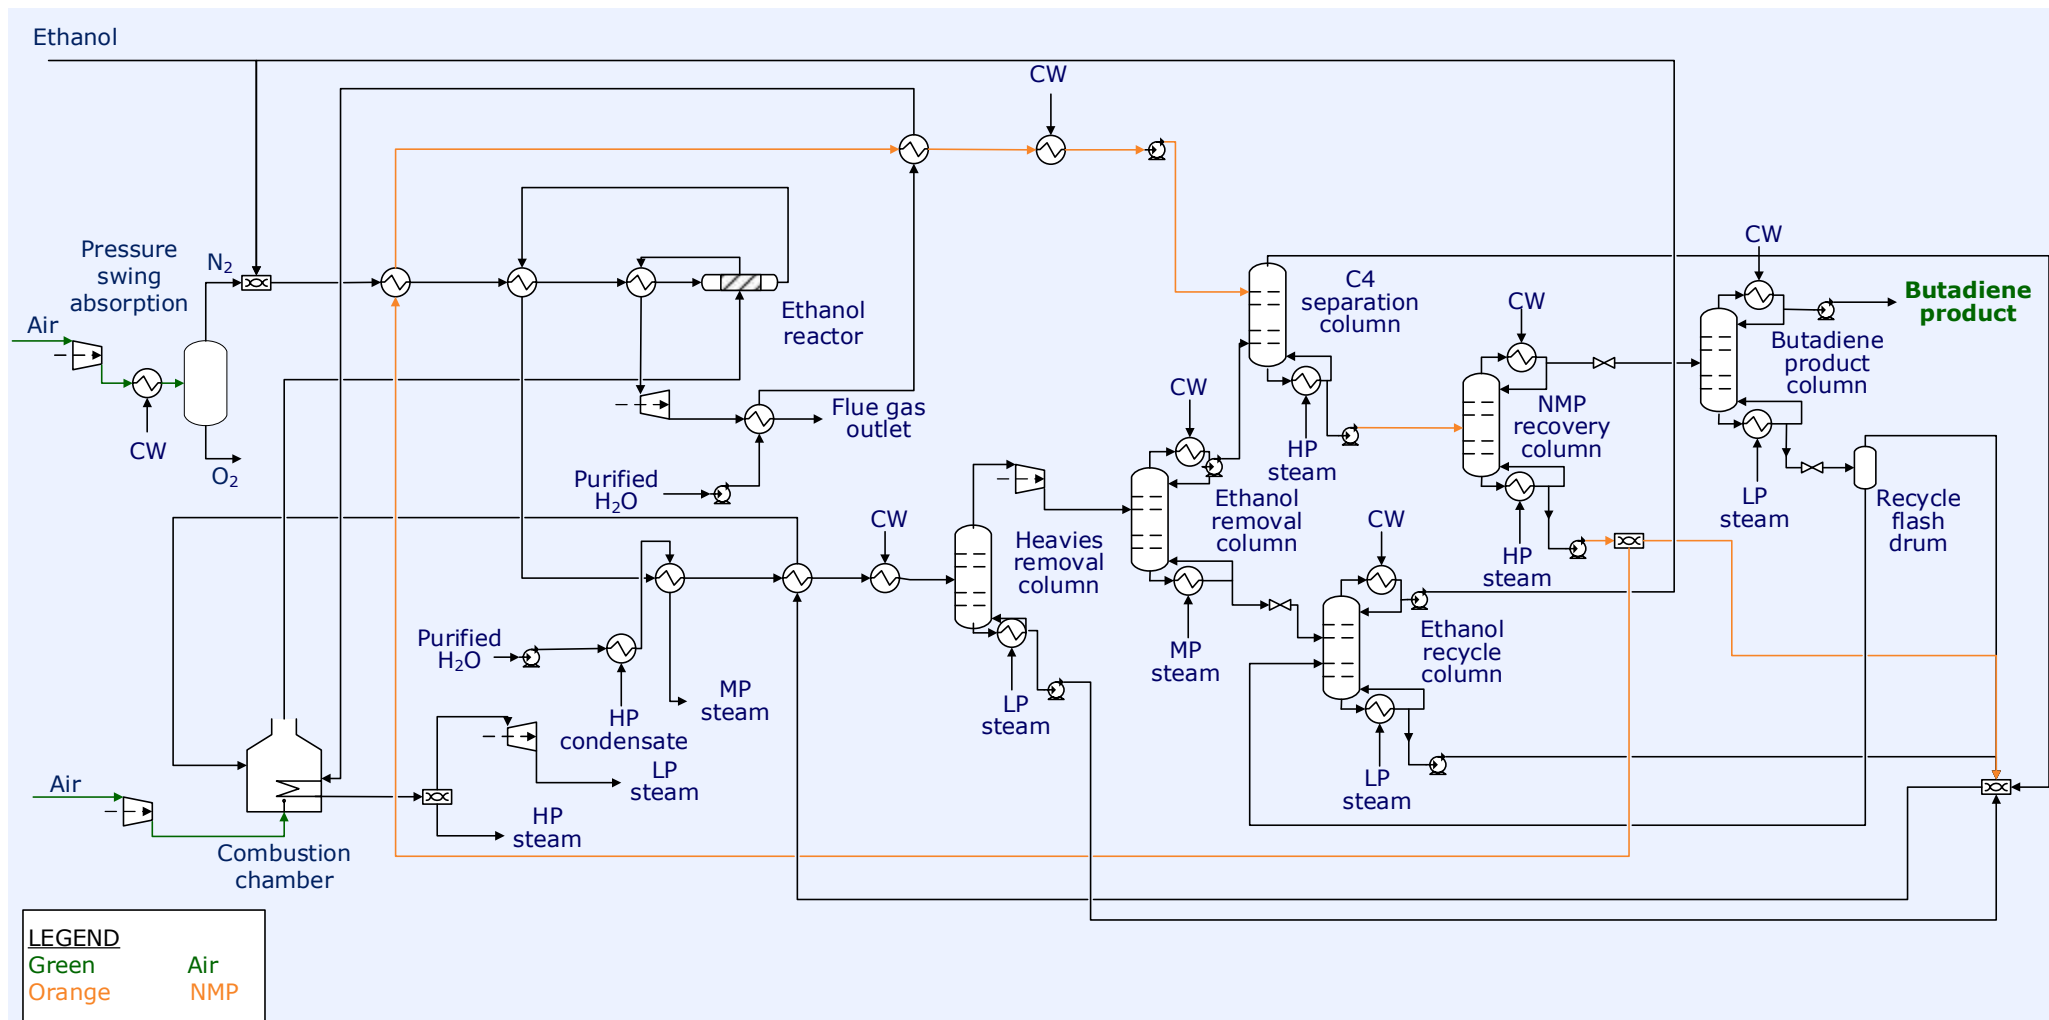 Ethanol
CW
Pressure
swing
absorption
N₂
Air
CW
O₂
Ethanol
reactor
Flue gas
outlet
Purified
H₂O
C4
separation
column
HP
steam
CW
CW
Butadiene
product
Butadiene
product
column
CW
NMP
recovery
column
LP
steam
Recycle
flash
drum
CW
Ethanol
removal
column
HP
steam
CW
Heavies
removal
column
CW
MP
steam
Ethanol
recycle
column
LP
steam
LP
steam
Purified
H₂O
HP
condensate
MP
steam
LP
steam
HP
steam
Air
Combustion
chamber
LEGEND
Green Air
Orange NMP